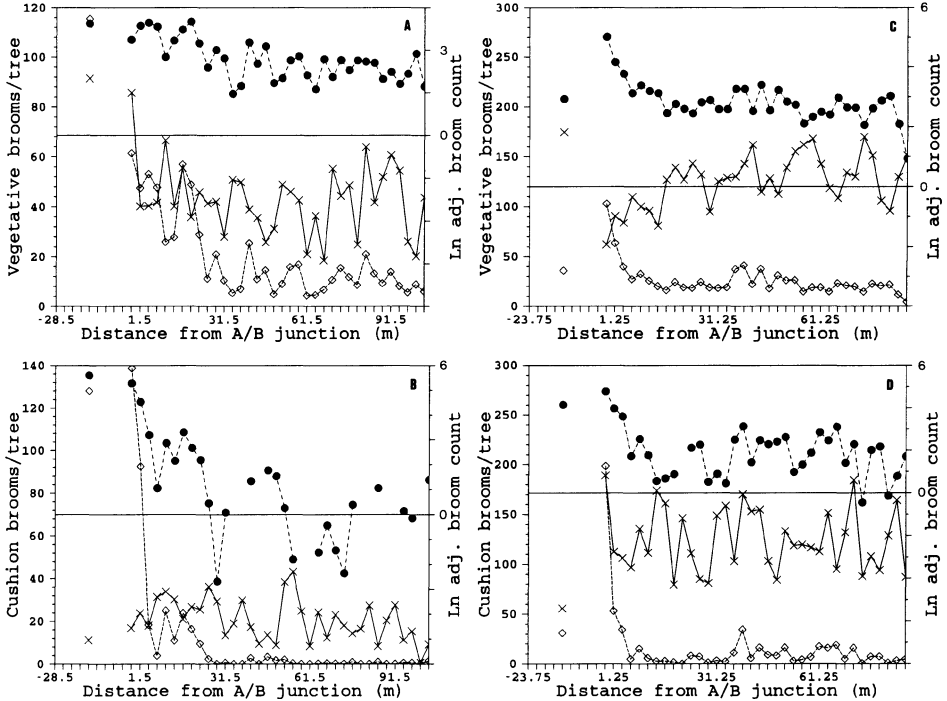 120
100
80
60
40
20
0
Vegetative brooms/tree
A
3
0
Ln adj. broom count
-28.5 1.5 31.5 61.5 91.5
Distance from A/B junction (m)
300
250
200
150
100
50
0
Vegetative brooms/tree
C
6
0
Ln adj. broom count
-23.75 1.25 31.25 61.25
Distance from A/B junction (m)
140
120
100
80
60
40
20
0
Cushion brooms/tree
B
6
3
0
Ln adj. broom count
-28.5 1.5 31.5 61.5 91.5
Distance from A/B junction (m)
300
250
200
150
100
50
0
Cushion brooms/tree
D
6
0
Ln adj. broom count
-23.75 1.25 31.25 61.25
Distance from A/B junction (m)